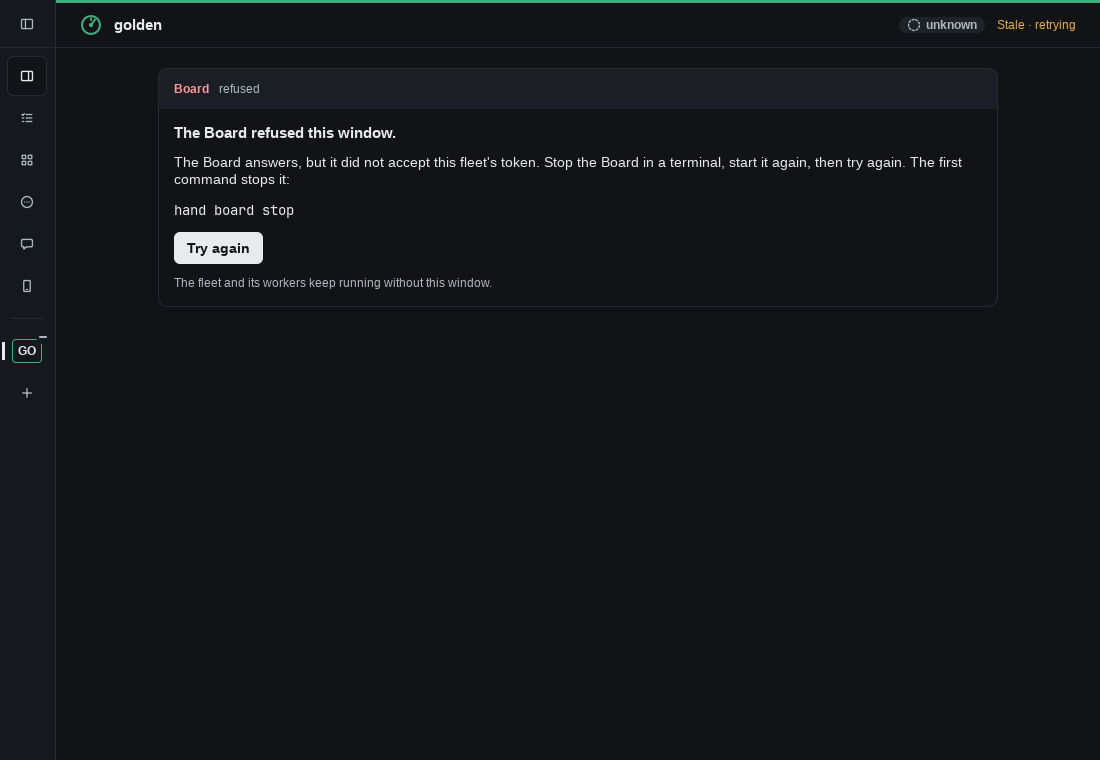 golden
unknown
Stale · retrying
Board refused
The Board refused this window.
The Board answers, but it did not accept this fleet's token. Stop the Board in a terminal, start it again, then try again. The first
command stops it:
hand board stop
Try again
The fleet and its workers keep running without this window.
GO